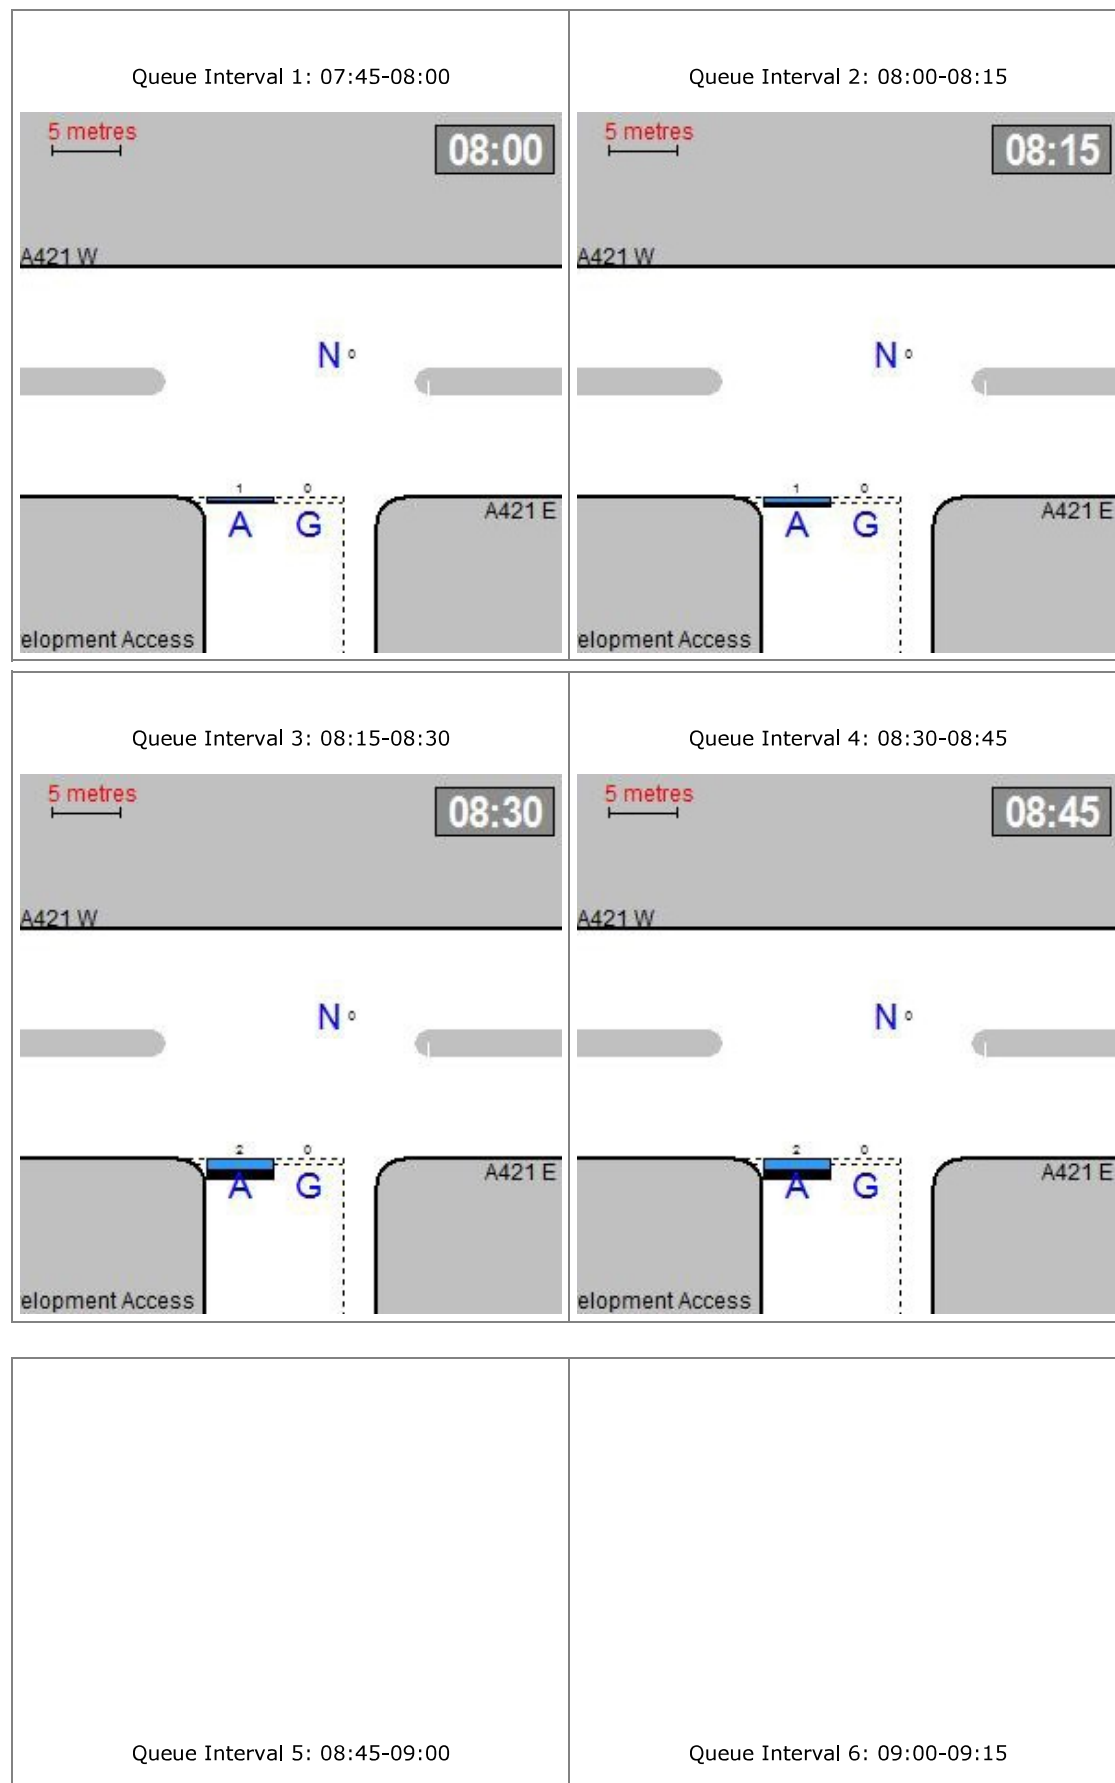 Queue Interval 1: 07:45-08:00
5 metres
08:00
A421 W
N 0
1 0
A G
A421 E
elopment Access
Queue Interval 2: 08:00-08:15
5 metres
08:15
A421 W
N 0
1 0
A G
A421 E
elopment Access
Queue Interval 3: 08:15-08:30
5 metres
08:30
A421 W
N 0
2 0
A G
A421 E
elopment Access
Queue Interval 4: 08:30-08:45
5 metres
08:45
A421 W
N 0
2 0
A G
A421 E
elopment Access
Queue Interval 5: 08:45-09:00
Queue Interval 6: 09:00-09:15